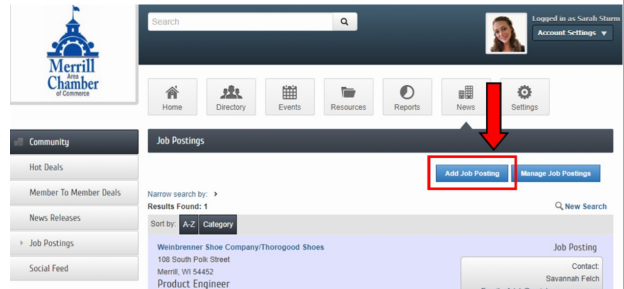 Merrill
Area
Chamber
of Commerce
Search
Logged in as Sarah Sturm
Account Settings
Home
Directory
Events
Resources
Reports
News
Settings
Community
Hot Deals
Member To Member Deals
News Releases
Job Postings
Social Feed
Job Postings
Add Job Posting
Manage Job Postings
Narrow search by:
Results Found: 1
New Search
Sort by: A-Z Category
Weinbrenner Shoe Company/Thorogood Shoes
108 South Polk Street
Merrill, WI 54452
Product Engineer
Job Posting
Contact:
Savannah Felch